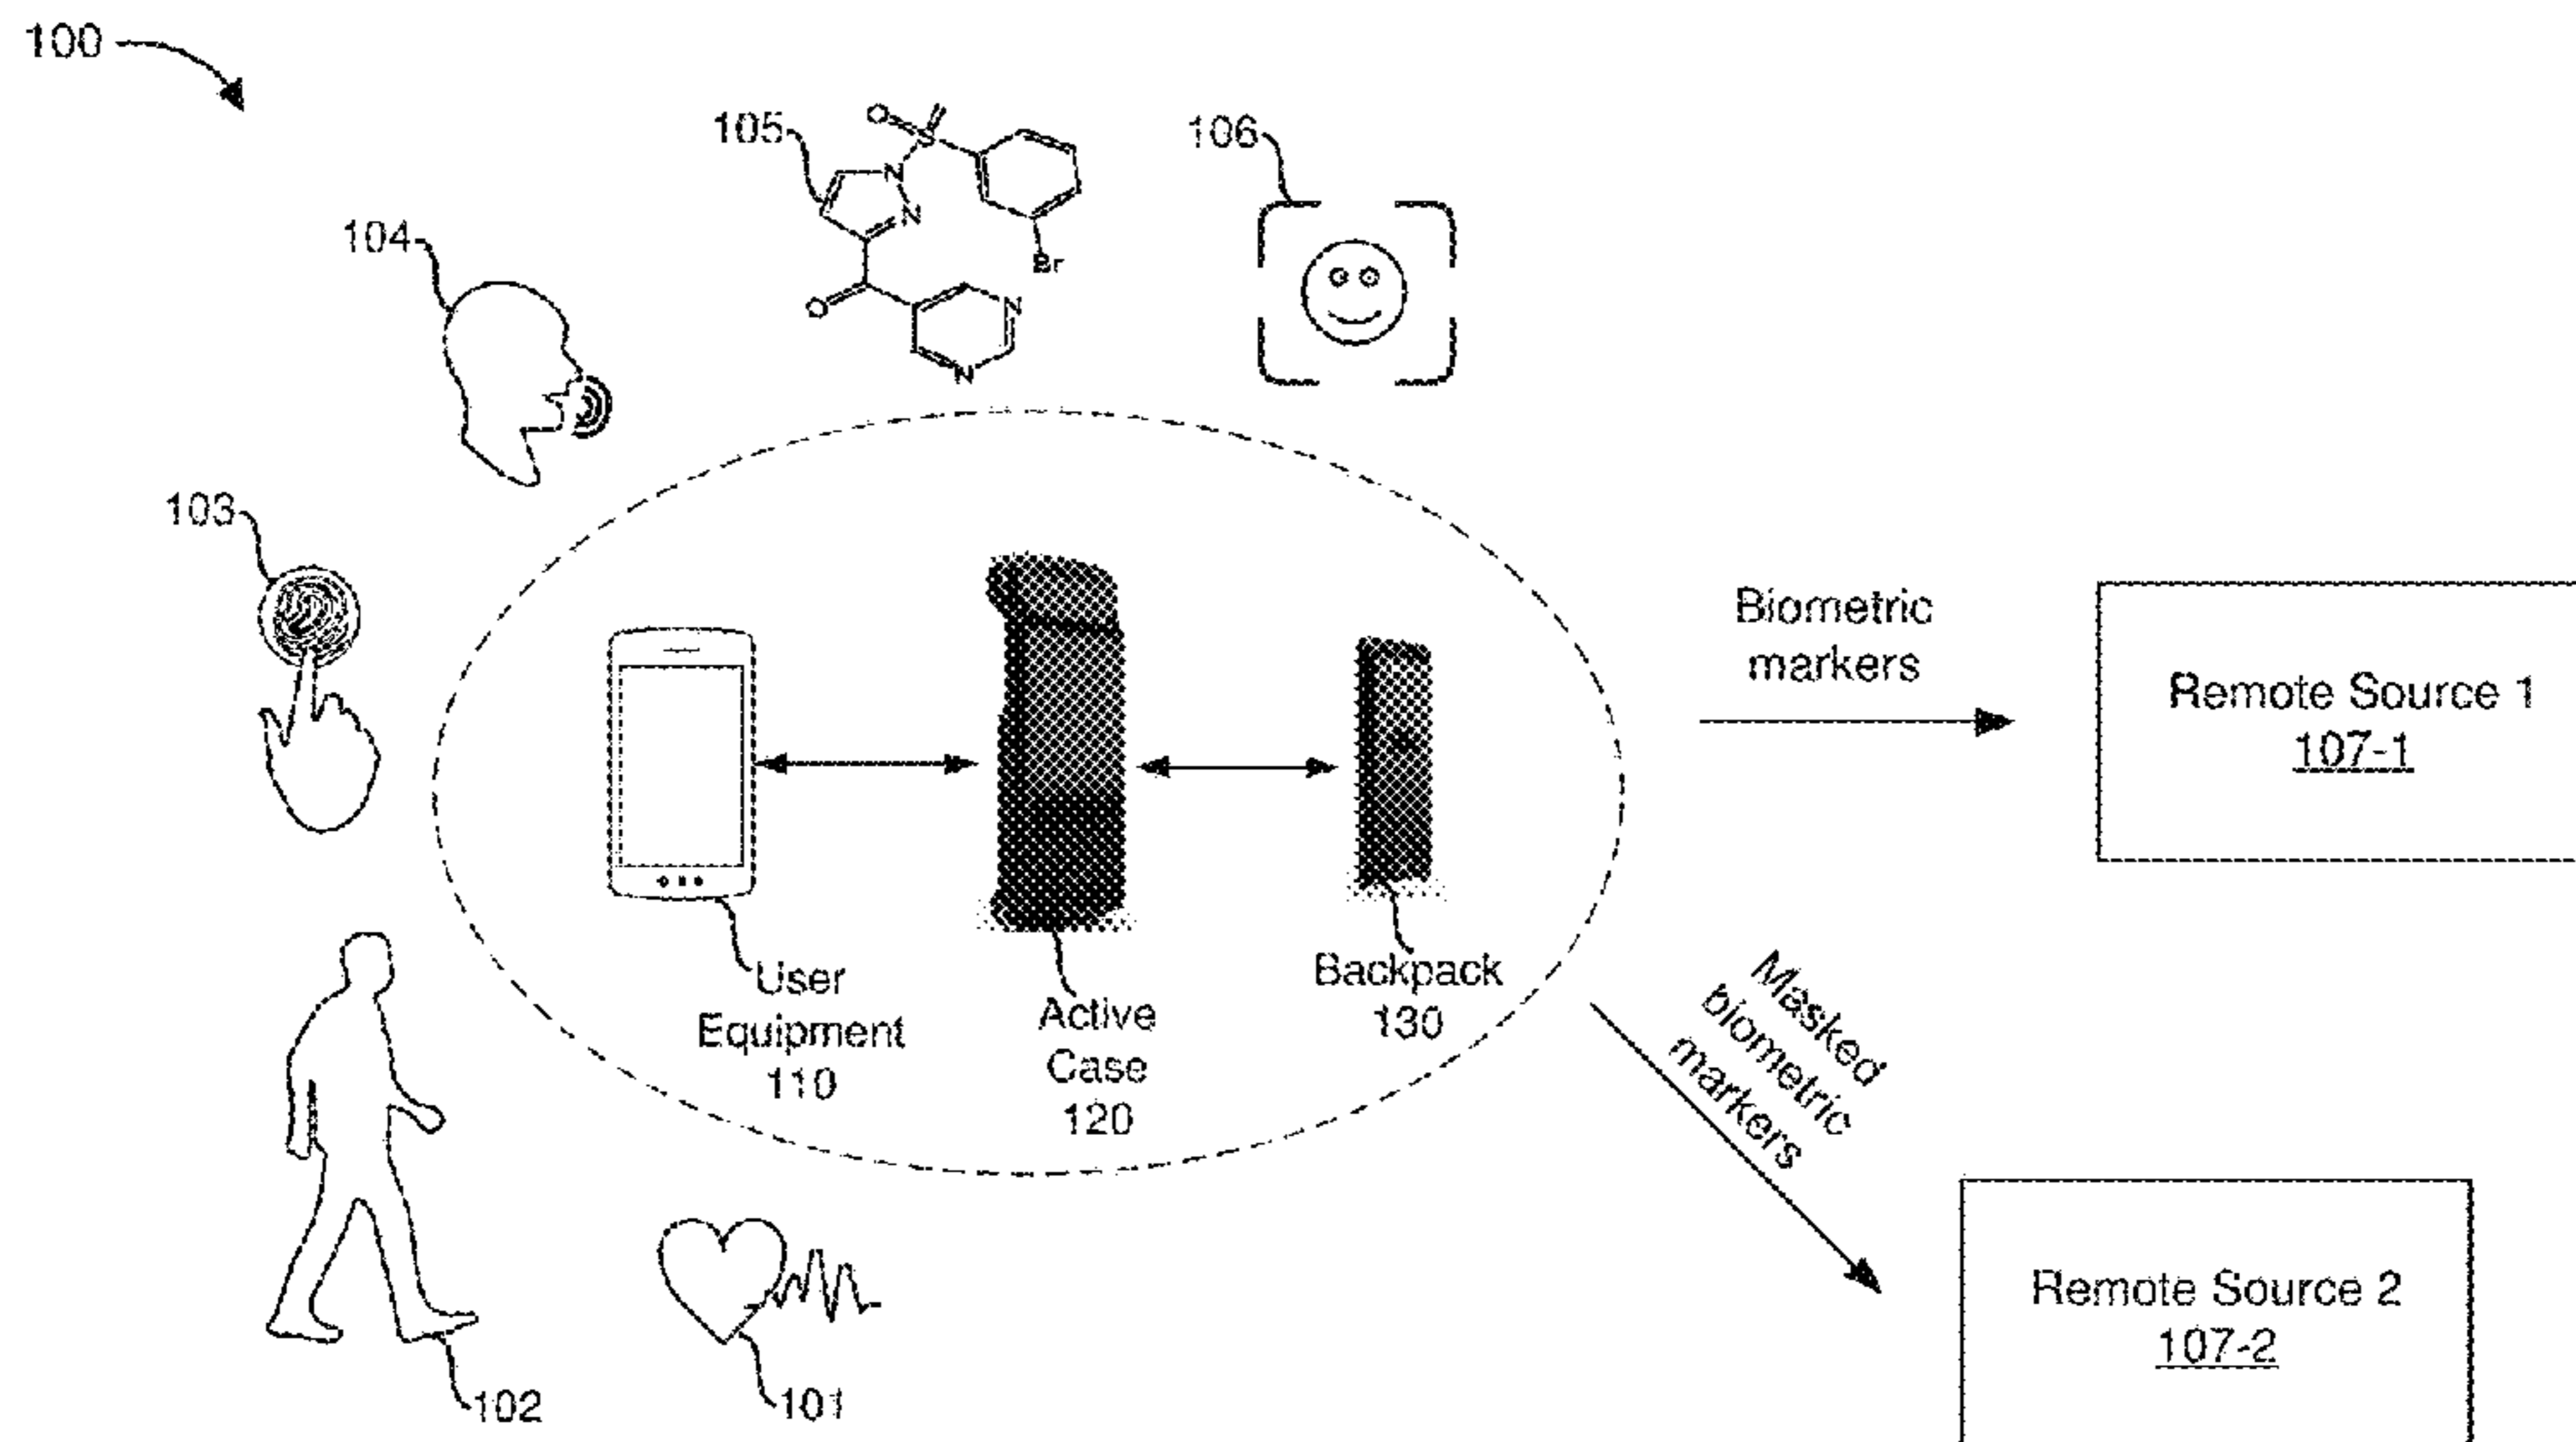 100
105
106
O
S
N
N
Br
O
N
N
104
103
Biometric
markers
Remote Source 1
107-1
User
Equipment
110
Active
Case
120
Backpack
130
Masked
biometric
markers
Remote Source 2
107-2
102
101